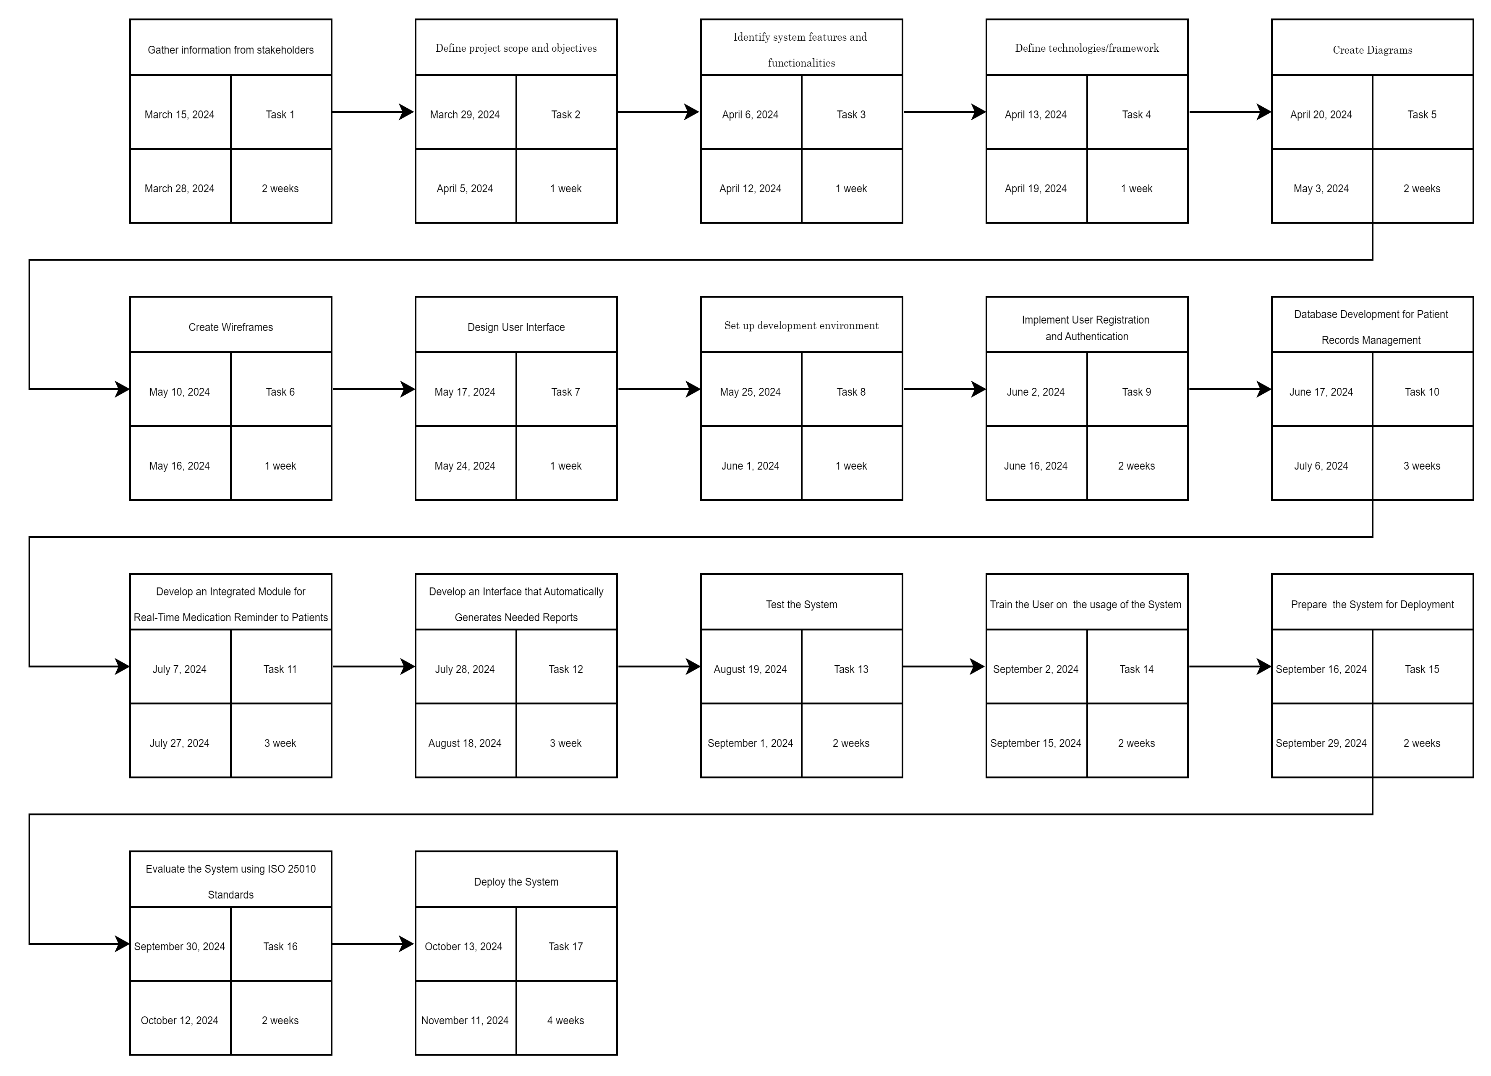 Gather information from stakeholders
March 15, 2024
Task 1
March 28, 2024
2 weeks
Define project scope and objectives
March 29, 2024
Task 2
April 5, 2024
1 week
Identify system features and
functionalities
April 6, 2024
Task 3
April 12, 2024
1 week
Define technologies/framework
April 13, 2024
Task 4
April 19, 2024
1 week
Create Diagrams
April 20, 2024
Task 5
May 3, 2024
2 weeks
Create Wireframes
May 10, 2024
Task 6
May 16, 2024
1 week
Design User Interface
May 17, 2024
Task 7
May 24, 2024
1 week
Set up development environment
May 25, 2024
Task 8
June 1, 2024
1 week
Implement User Registration
and Authentication
June 2, 2024
Task 9
June 16, 2024
2 weeks
Database Development for Patient
Records Management
June 17, 2024
Task 10
July 6, 2024
3 weeks
Develop an Integrated Module for
Real-Time Medication Reminder to Patients
July 7, 2024
Task 11
July 27, 2024
3 week
Develop an Interface that Automatically
Generates Needed Reports
July 28, 2024
Task 12
August 18, 2024
3 week
Test the System
August 19, 2024
Task 13
September 1, 2024
2 weeks
Train the User on the usage of the System
September 2, 2024
Task 14
September 15, 2024
2 weeks
Prepare the System for Deployment
September 16, 2024
Task 15
September 29, 2024
2 weeks
Evaluate the System using ISO 25010
Standards
September 30, 2024
Task 16
October 12, 2024
2 weeks
Deploy the System
October 13, 2024
Task 17
November 11, 2024
4 weeks